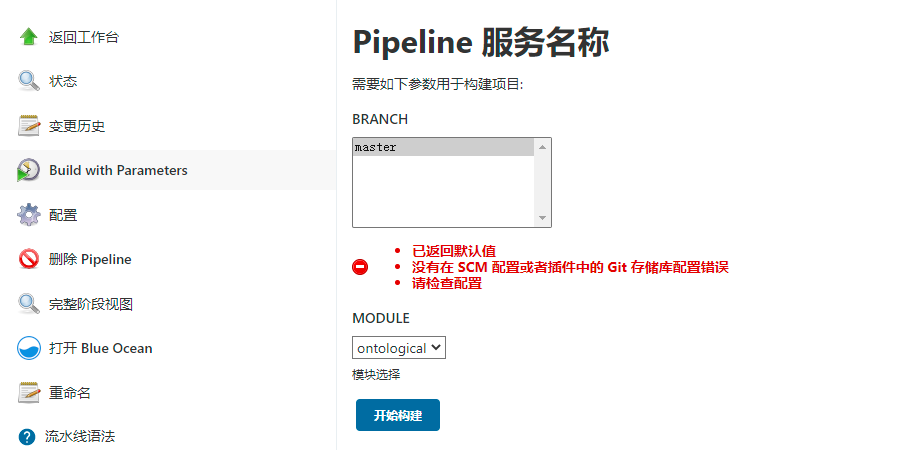 返回工作台
状态
变更历史
Build with Parameters
配置
删除 Pipeline
完整阶段视图
打开 Blue Ocean
重命名
流水线语法
Pipeline 服务名称
需要如下参数用于构建项目:
BRANCH
master
已返回默认值
没有在 SCM 配置或者插件中的 Git 存储库配置错误
请检查配置
MODULE
ontological
模块选择
开始构建